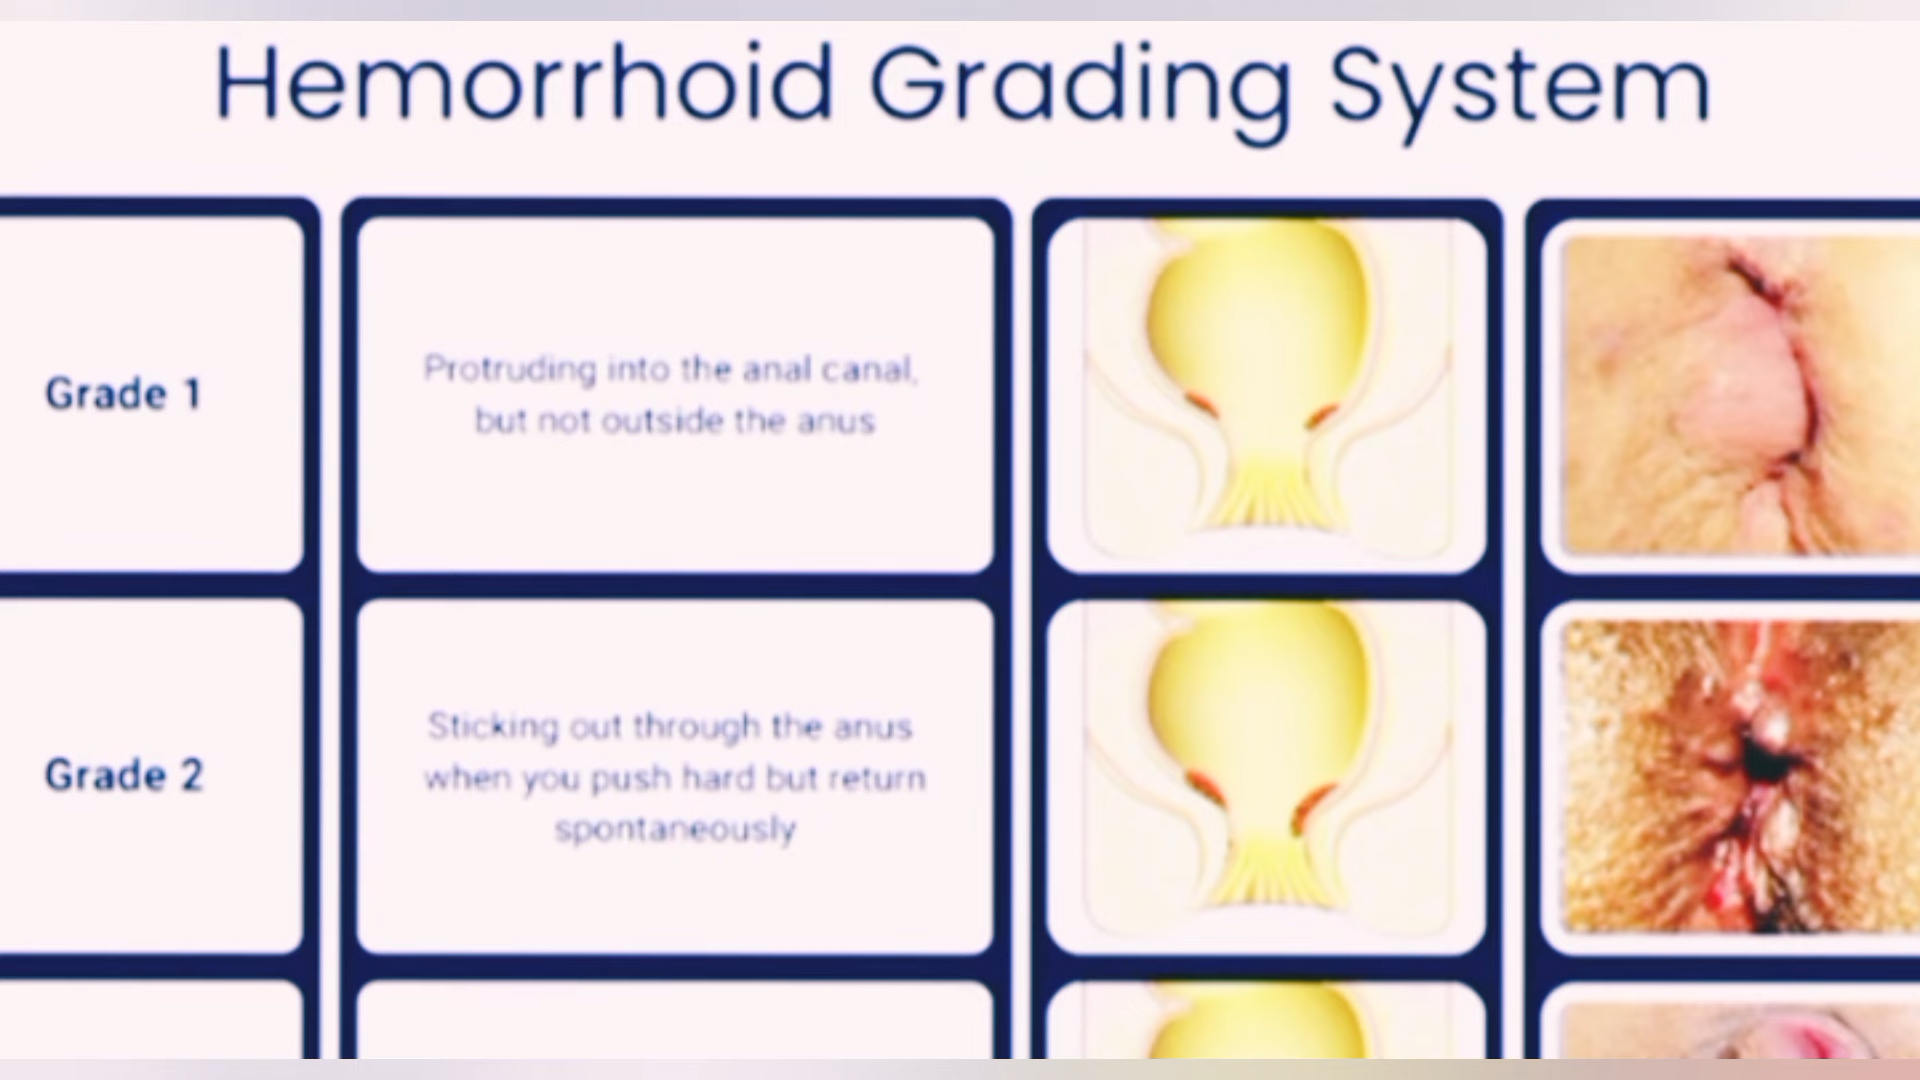 Hemorrhoid Grading System
Grade 1
Protruding into the anal canal,
but not outside the anus
Grade 2
Sticking out through the anus
when you push hard but return
spontaneously